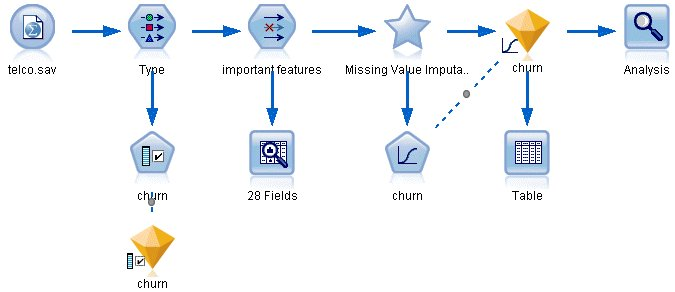 telco.sav
Type
important features
Missing Value Imputa..
churn
Analysis
churn
28 Fields
churn
Table
churn